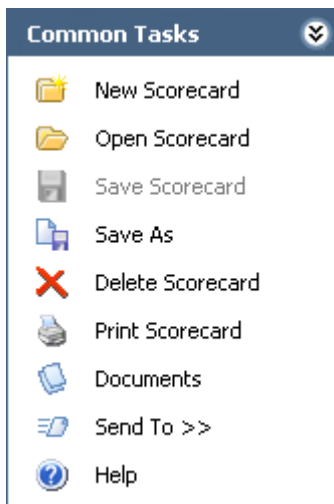 Common Tasks
New Scorecard
Open Scorecard
Save Scorecard
Save As
Delete Scorecard
Print Scorecard
Documents
Send To >>
Help